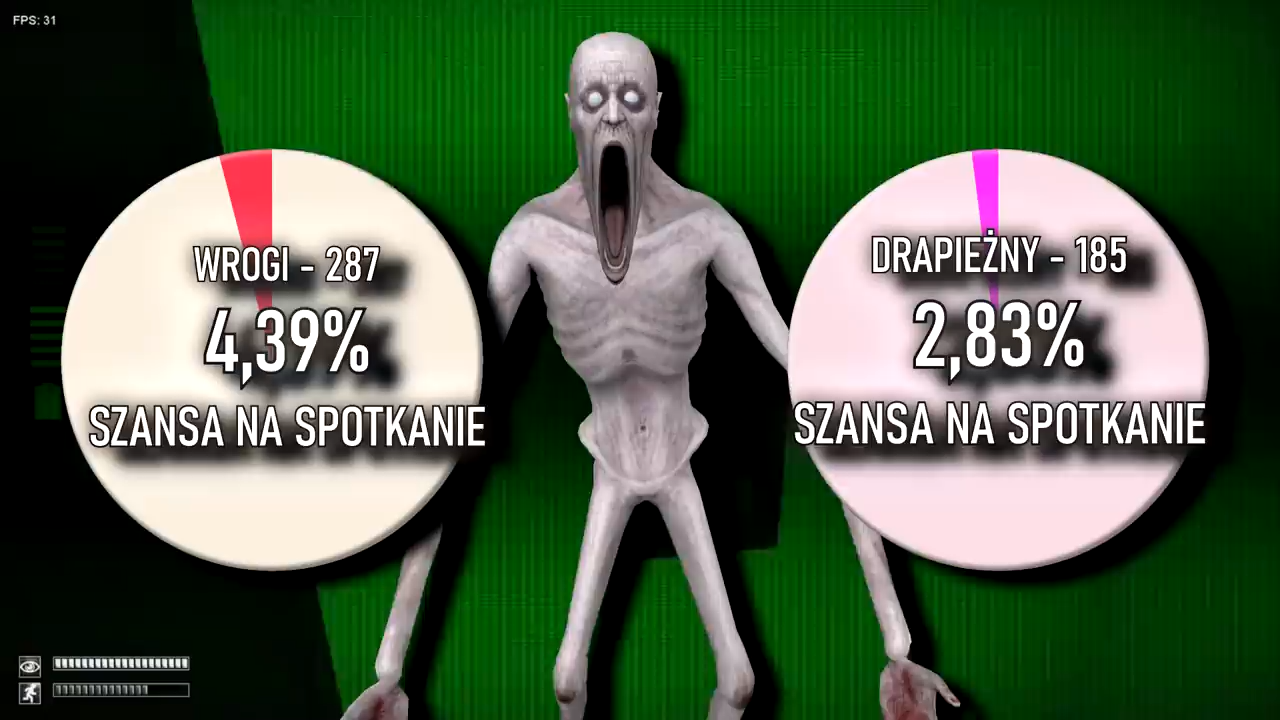 FPS: 31
WROGI - 287
4,39%
SZANSA NA SPOTKANIE
DRAPIEŻNY - 185
2,83%
SZANSA NA SPOTKANIE